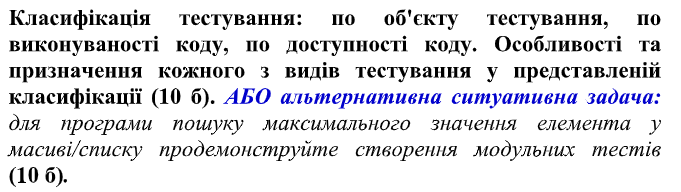 Класифікація тестування: по об'єкту тестування, по
виконуваності коду, по доступності коду. Особливості та
призначення кожного з видів тестування у представленій
класифікації (10 б). АБО альтернативна ситуативна задача:
для програми пошуку максимального значення елемента у
масиві/списку продемонструйте створення модульних тестів
(10 б).